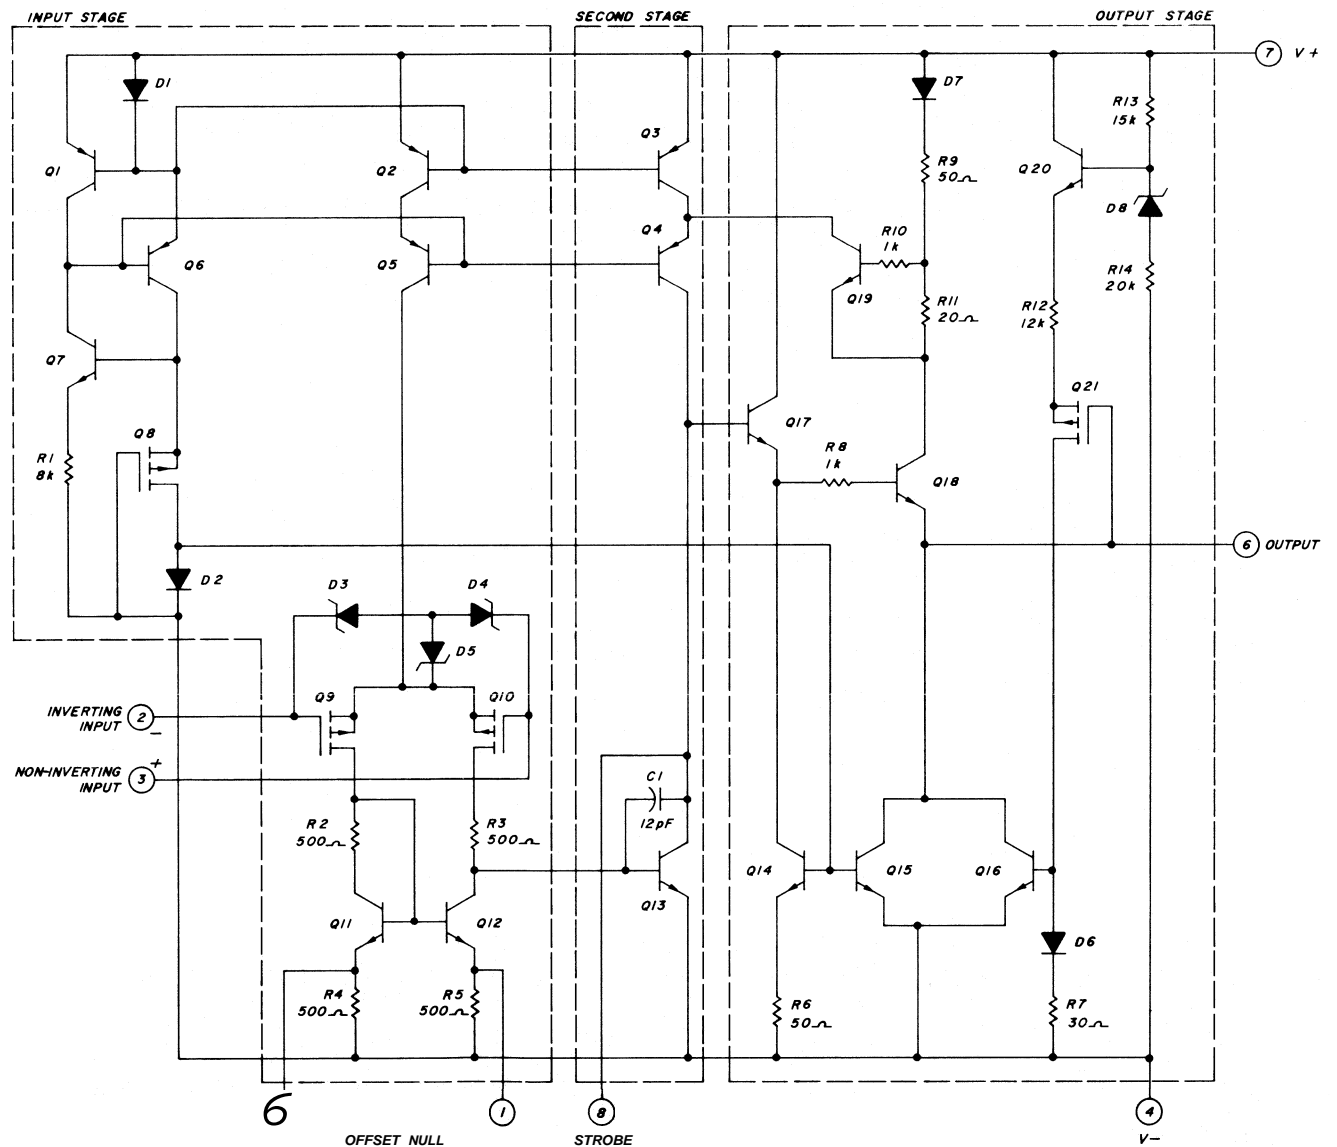 INPUT STAGE
SECOND STAGE
OUTPUT STAGE
7 V+
D1
D7
R13
15k
Q3
Q1
Q2
R9
50Ω
Q20
D8
Q4
R10
1k
Q6
Q5
R14
20k
Q19
R11
20Ω
R12
12k
Q7
Q21
Q17
Q8
R1
8k
R8
1k
Q18
6 OUTPUT
D2
D3
D4
D5
Q9
Q10
INVERTING
INPUT
2
−
NON-INVERTING
INPUT
3
+
C1
12pF
R2
500Ω
R3
500Ω
Q14
Q15
Q16
Q13
Q11
Q12
D6
R4
500Ω
R5
500Ω
R6
50Ω
R7
30Ω
6
1
8
4
OFFSET NULL
STROBE
V−